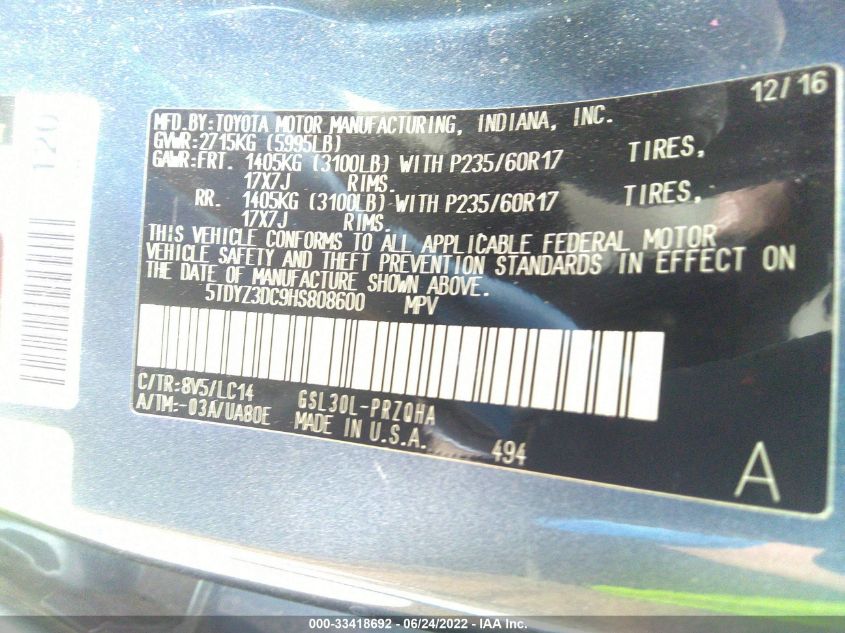 12/16
MFD.BY:TOYOTA MOTOR MANUFACTURING, INDIANA, INC.
GVWR:2715KG (5995LB)
GAWR:FRT. 1405KG (3100LB) WITH P235/60R17 TIRES,
17X7J RIMS.
RR. 1405KG (3100LB) WITH P235/60R17 TIRES,
17X7J RIMS.
THIS VEHICLE CONFORMS TO ALL APPLICABLE FEDERAL MOTOR
VEHICLE SAFETY AND THEFT PREVENTION STANDARDS IN EFFECT ON
THE DATE OF MANUFACTURE SHOWN ABOVE.
5TDYZ3DC9HS808600 MPV
C/TR:8V5/LC14 GSL30L-PRZQHA
A/TM:-03A/UA80E MADE IN U.S.A.
494
A
120
000-33418692 - 06/24/2022 - IAA Inc.